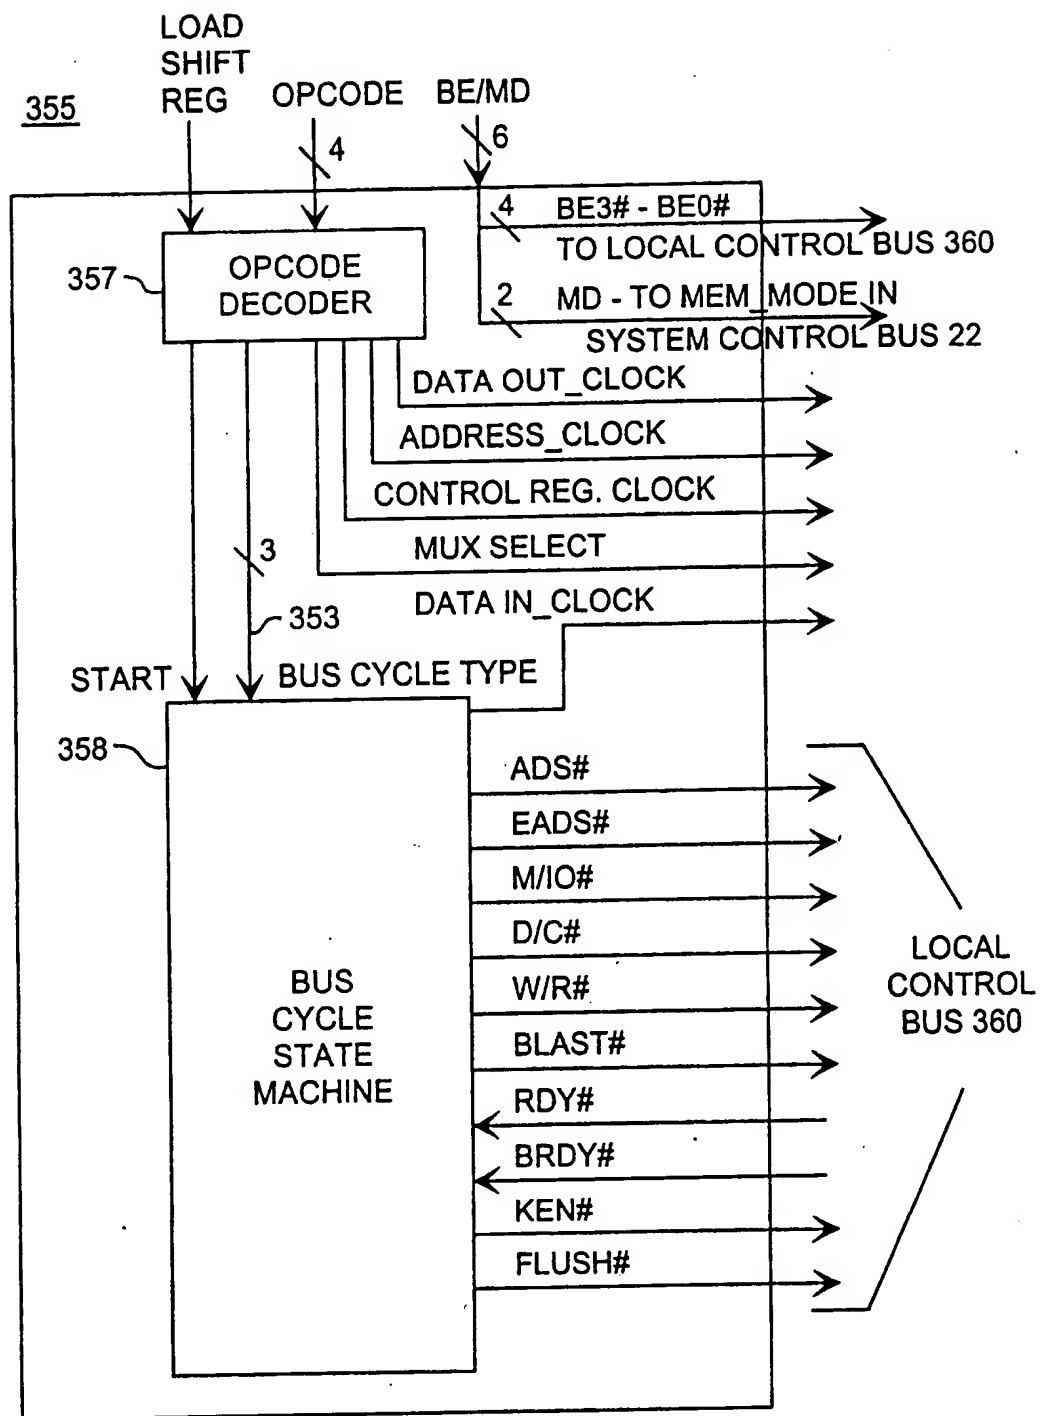 LOAD
SHIFT
REG
OPCODE
BE/MD
355
4
6
4
BE3# - BE0#
TO LOCAL CONTROL BUS 360
357
OPCODE
DECODER
2
MD - TO MEM_MODE IN
SYSTEM CONTROL BUS 22
DATA OUT_CLOCK
ADDRESS_CLOCK
CONTROL REG. CLOCK
3
MUX SELECT
DATA IN_CLOCK
353
START
BUS CYCLE TYPE
358
ADS#
EADS#
M/IO#
D/C#
W/R#
BLAST#
RDY#
BRDY#
KEN#
FLUSH#
BUS
CYCLE
STATE
MACHINE
LOCAL
CONTROL
BUS 360